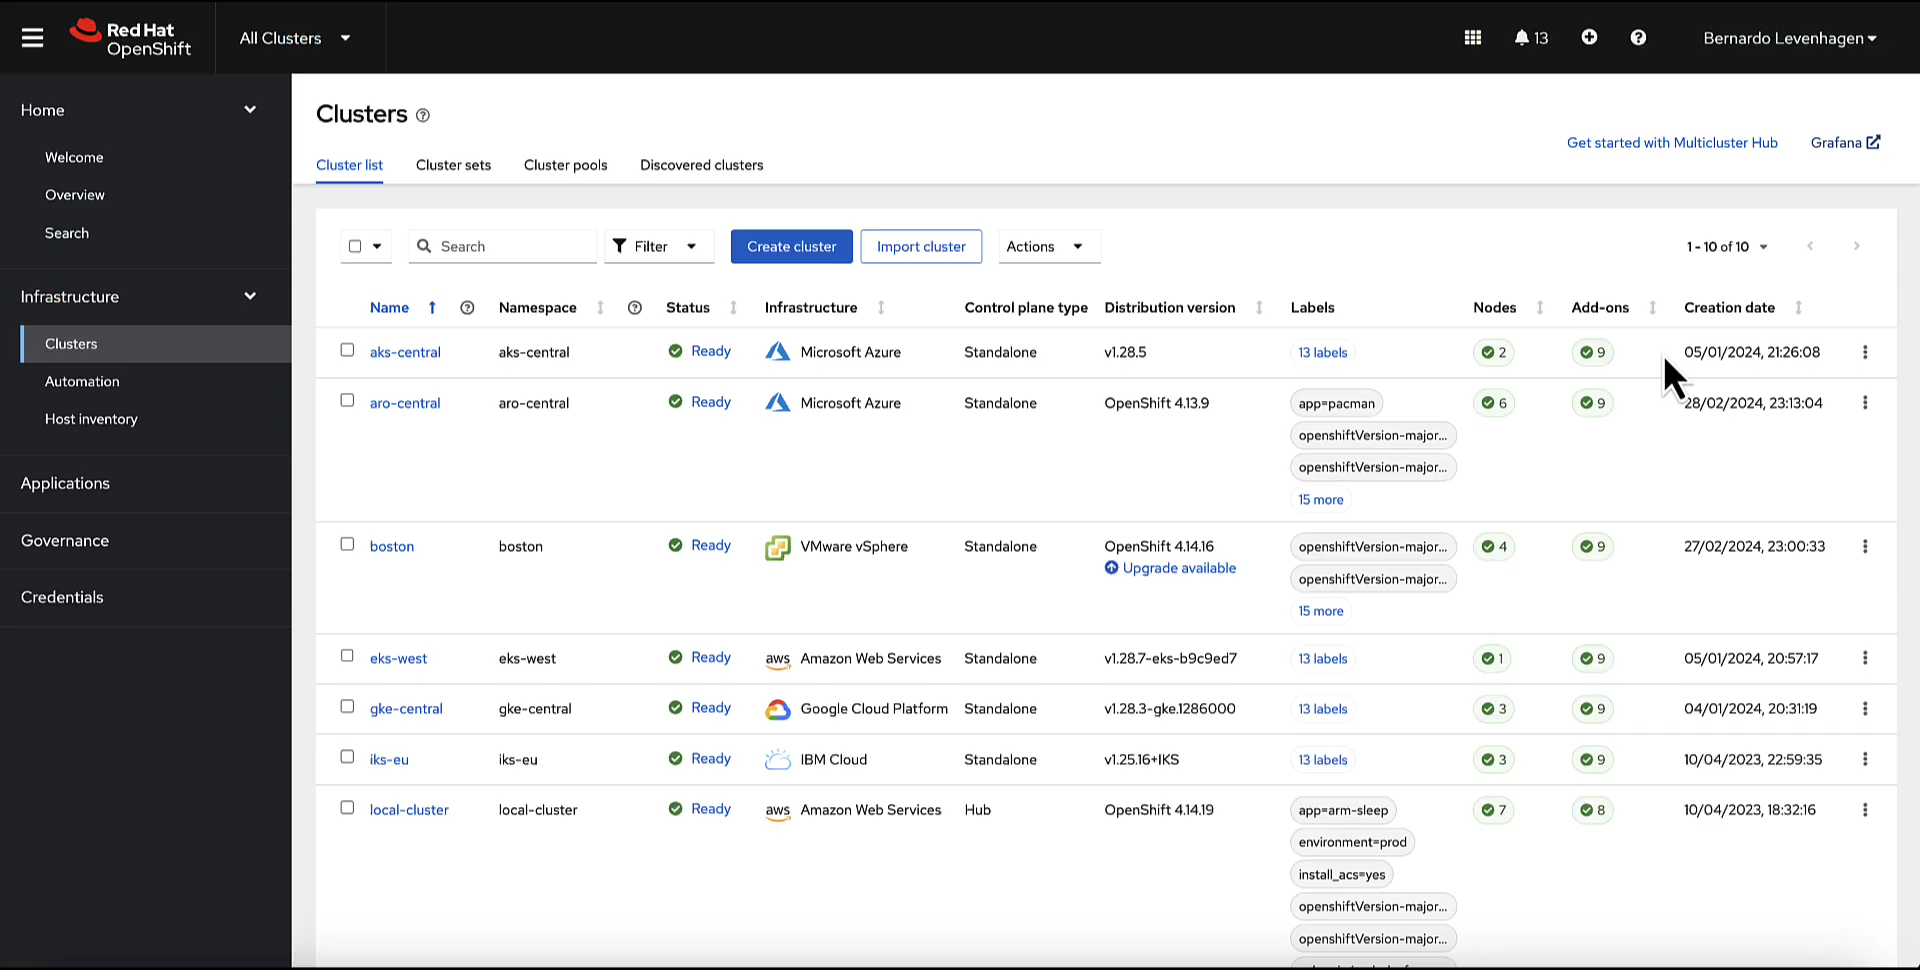 Red Hat
OpenShift
All Clusters
13
Bernardo Levenhagen
Home
Welcome
Overview
Search
Infrastructure
Clusters
Automation
Host inventory
Applications
Governance
Credentials
Clusters
Get started with Multicluster Hub Grafana
Cluster list Cluster sets Cluster pools Discovered clusters
Search Filter Create cluster Import cluster Actions 1 - 10 of 10
Name Namespace Status Infrastructure Control plane type Distribution version Labels Nodes Add-ons Creation date
aks-central aks-central Ready Microsoft Azure Standalone v1.28.5 13 labels 2 9 05/01/2024, 21:26:08
aro-central aro-central Ready Microsoft Azure Standalone OpenShift 4.13.9 app=pacman 6 9 28/02/2024, 23:13:04
openshiftVersion-major...
openshiftVersion-major...
15 more
boston boston Ready VMware vSphere Standalone OpenShift 4.14.16 openshiftVersion-major... 4 9 27/02/2024, 23:00:33
Upgrade available openshiftVersion-major...
15 more
eks-west eks-west Ready aws Amazon Web Services Standalone v1.28.7-eks-b9c9ed7 13 labels 1 9 05/01/2024, 20:57:17
gke-central gke-central Ready Google Cloud Platform Standalone v1.28.3-gke.1286000 13 labels 3 9 04/01/2024, 20:31:19
iks-eu iks-eu Ready IBM Cloud Standalone v1.25.16+IKS 13 labels 3 9 10/04/2023, 22:59:35
local-cluster local-cluster Ready aws Amazon Web Services Hub OpenShift 4.14.19 app=arm-sleep 7 8 10/04/2023, 18:32:16
environment=prod
install_acs=yes
openshiftVersion-major...
openshiftVersion-major...